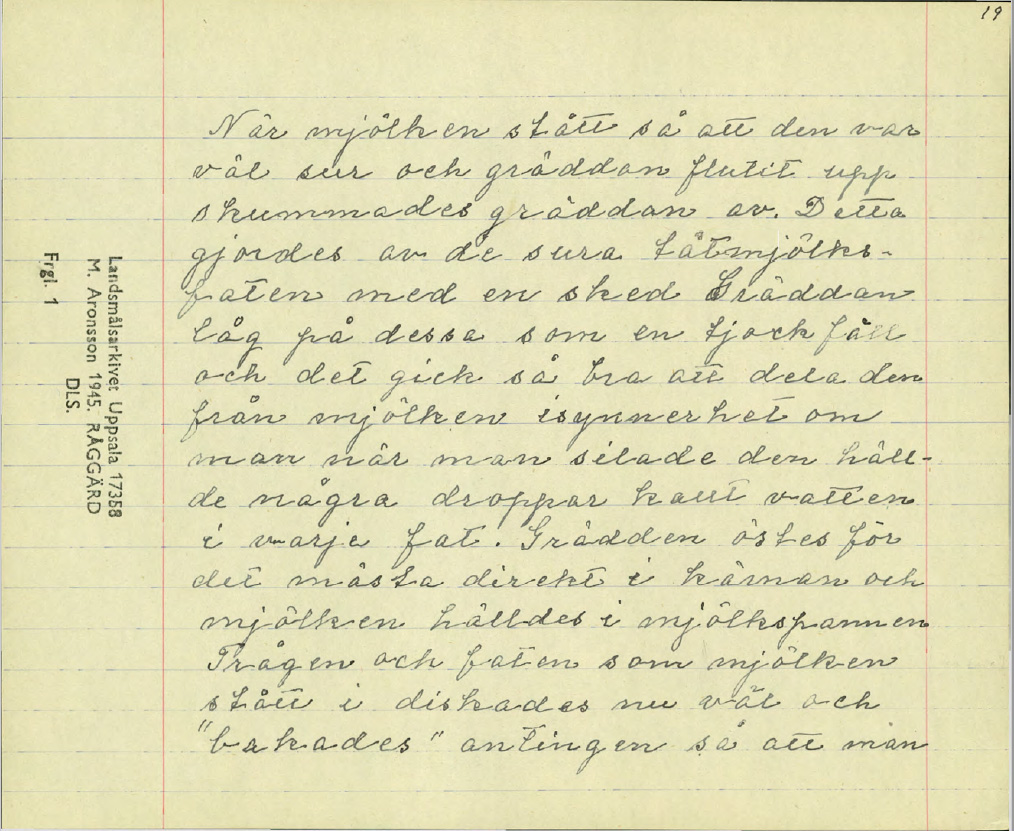 19
När mjölken stått så att den var
väl sur och gräddan flutit upp
skummades gräddan av. Detta
gjordes av de sura tätmjölks-
faten med en sked Gräddan
låg på dessa som en tjock fäll
och det gick så bra att dela den
från mjölken isynnerhet om
man när man silade den häll-
de några droppar kallt vatten
i varje fat. Grädden östes för
det mästa direkt i kärnan och
mjölken hälldes i mjölkspannen
Trågen och faten som mjölken
stått i diskades nu väl och
"bakades" antingen så att man
Landsmålsarkivet Uppsala 17358
M. Aronsson 1945. RÅGGÄRD
DLS.
Frgl. 1